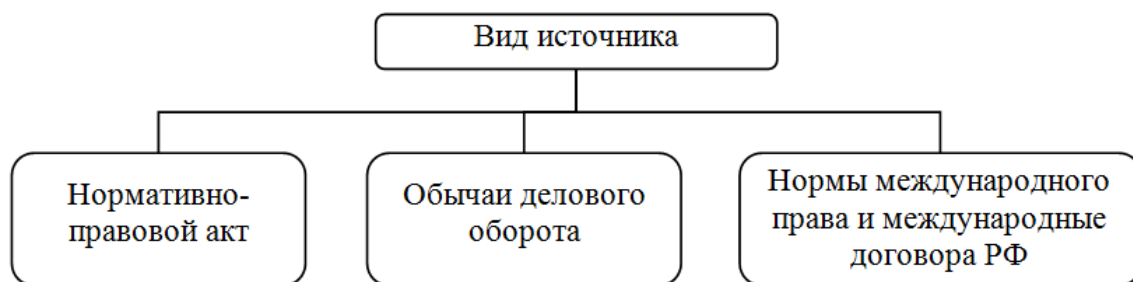 Вид источника
Нормативно-
правовой акт
Обычаи делового
оборота
Нормы международного
права и международные
договора РФ